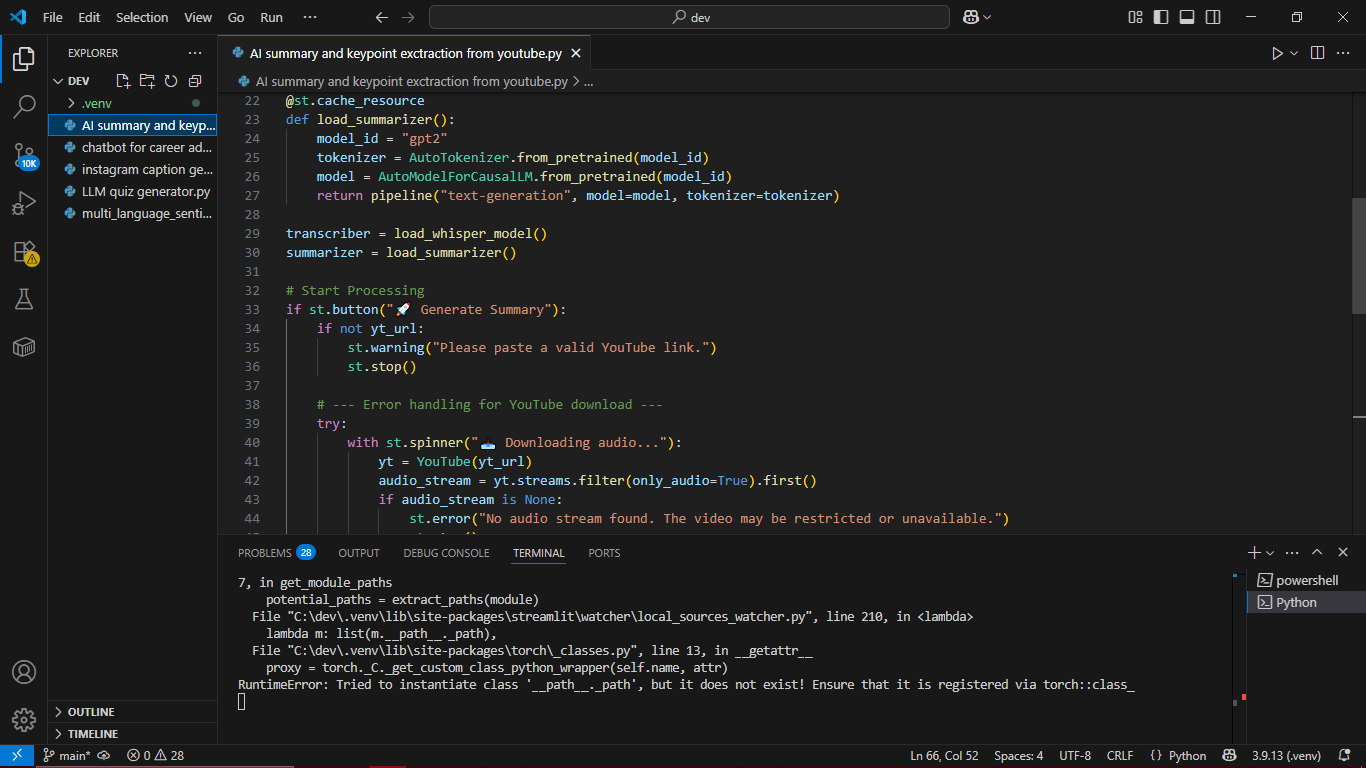 File Edit Selection View Go Run ··· dev
EXPLORER
AI summary and keypoint exctraction from youtube.py
DEV
.venv
AI summary and keyp...
chatbot for career ad...
instagram caption ge...
LLM quiz generator.py
multi_language_senti...
10K
OUTLINE
TIMELINE
AI summary and keypoint exctraction from youtube.py > ...
22 @st.cache_resource
23 def load_summarizer():
24 model_id = "gpt2"
25 tokenizer = AutoTokenizer.from_pretrained(model_id)
26 model = AutoModelForCausalLM.from_pretrained(model_id)
27 return pipeline("text-generation", model=model, tokenizer=tokenizer)
28
29 transcriber = load_whisper_model()
30 summarizer = load_summarizer()
31
32 # Start Processing
33 if st.button("🚀 Generate Summary"):
34 if not yt_url:
35 st.warning("Please paste a valid YouTube link.")
36 st.stop()
37
38 # --- Error handling for YouTube download ---
39 try:
40 with st.spinner("📥 Downloading audio..."):
41 yt = YouTube(yt_url)
42 audio_stream = yt.streams.filter(only_audio=True).first()
43 if audio_stream is None:
44 st.error("No audio stream found. The video may be restricted or unavailable.")
PROBLEMS 28 OUTPUT DEBUG CONSOLE TERMINAL PORTS
7, in get_module_paths
potential_paths = extract_paths(module)
File "C:\dev\.venv\lib\site-packages\streamlit\watcher\local_sources_watcher.py", line 210, in <lambda>
lambda m: list(m.__path__._path),
File "C:\dev\.venv\lib\site-packages\torch\_classes.py", line 13, in __getattr__
proxy = torch._C._get_custom_class_python_wrapper(self.name, attr)
RuntimeError: Tried to instantiate class '__path__._path', but it does not exist! Ensure that it is registered via torch::class_
powershell
Python
main* 0 28 Ln 66, Col 52 Spaces: 4 UTF-8 CRLF {} Python 3.9.13 (.venv)